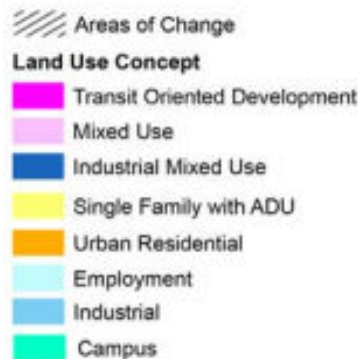 Areas of Change
Land Use Concept
Transit Oriented Development
Mixed Use
Industrial Mixed Use
Single Family with ADU
Urban Residential
Employment
Industrial
Campus